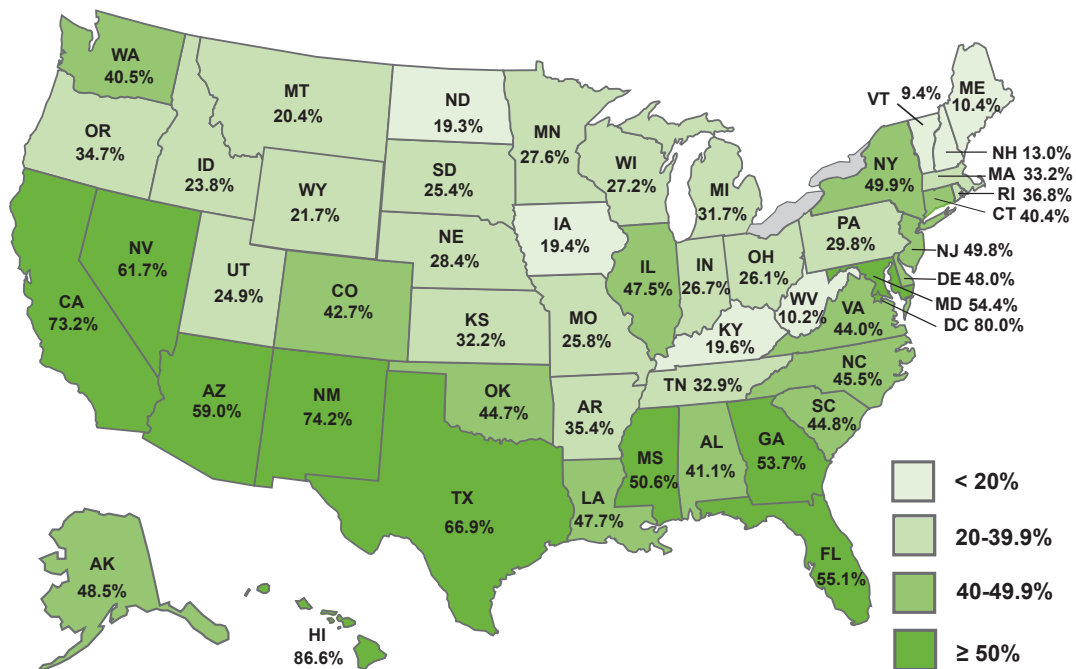 WA
40.5%
OR
34.7%
ID
23.8%
MT
20.4%
WY
21.7%
ND
19.3%
SD
25.4%
NE
28.4%
MN
27.6%
WI
27.2%
MI
31.7%
IA
19.4%
NV
61.7%
CA
73.2%
UT
24.9%
CO
42.7%
KS
32.2%
MO
25.8%
IL
47.5%
IN
26.7%
OH
26.1%
KY
19.6%
WV
10.2%
VA
44.0%
PA
29.8%
NY
49.9%
VT 9.4%
ME
10.4%
NH 13.0%
MA 33.2%
RI 36.8%
CT 40.4%
NJ 49.8%
DE 48.0%
MD 54.4%
DC 80.0%
AZ
59.0%
NM
74.2%
OK
44.7%
AR
35.4%
TN 32.9%
NC
45.5%
SC
44.8%
TX
66.9%
LA
47.7%
MS
50.6%
AL
41.1%
GA
53.7%
FL
55.1%
AK
48.5%
HI
86.6%
< 20%
20-39.9%
40-49.9%
≥ 50%